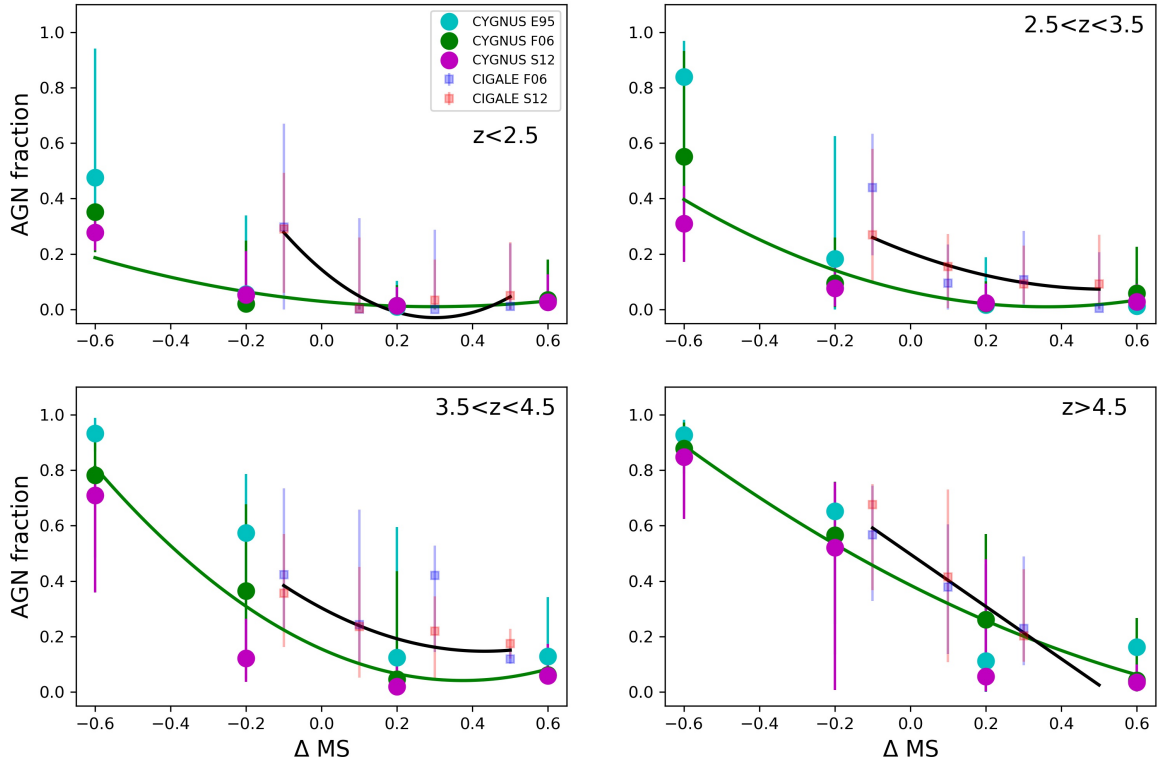 1.0
0.8
0.6
0.4
0.2
0.0
AGN fraction
CYGNUS E95
CYGNUS F06
CYGNUS S12
CIGALE F06
CIGALE S12
z<2.5
−0.6 −0.4 −0.2 0.0 0.2 0.4 0.6
1.0
0.8
0.6
0.4
0.2
0.0
2.5<z<3.5
−0.6 −0.4 −0.2 0.0 0.2 0.4 0.6
1.0
0.8
0.6
0.4
0.2
0.0
AGN fraction
3.5<z<4.5
−0.6 −0.4 −0.2 0.0 0.2 0.4 0.6
Δ MS
1.0
0.8
0.6
0.4
0.2
0.0
z>4.5
−0.6 −0.4 −0.2 0.0 0.2 0.4 0.6
Δ MS